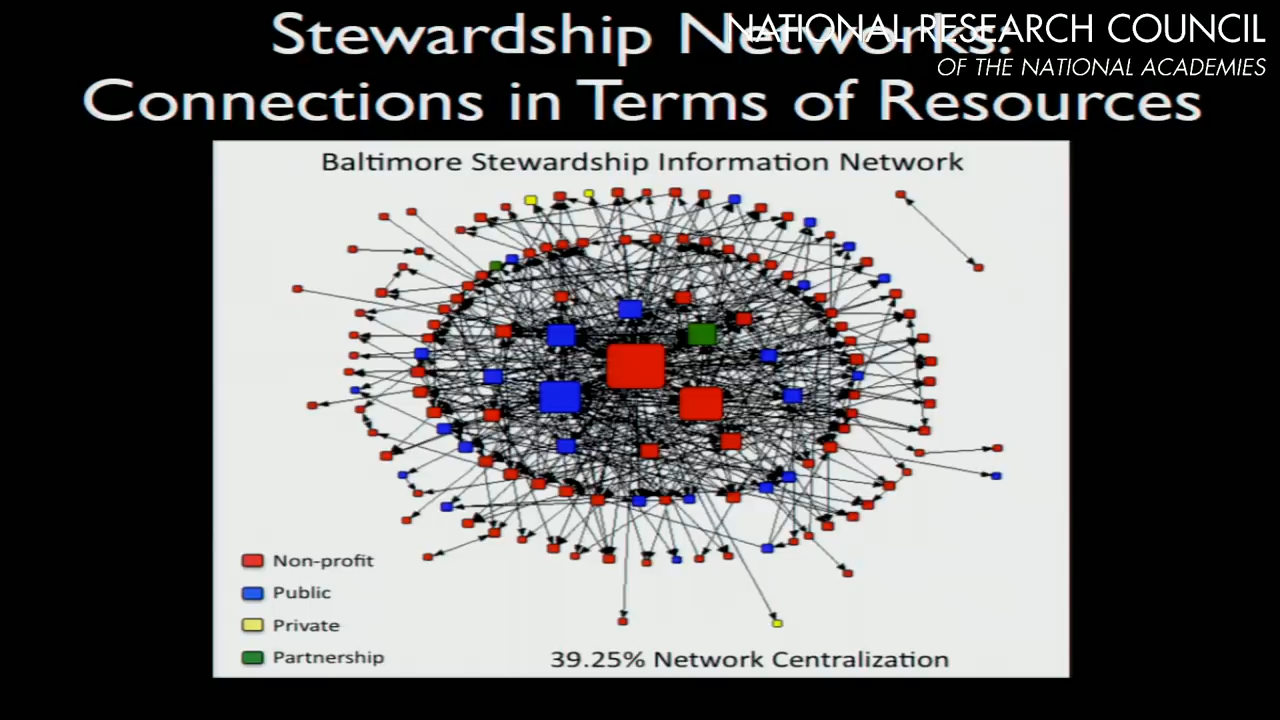 Stewardship Networks:
NATIONAL RESEARCH COUNCIL
OF THE NATIONAL ACADEMIES
Connections in Terms of Resources
Baltimore Stewardship Information Network
Non-profit
Public
Private
Partnership
39.25% Network Centralization